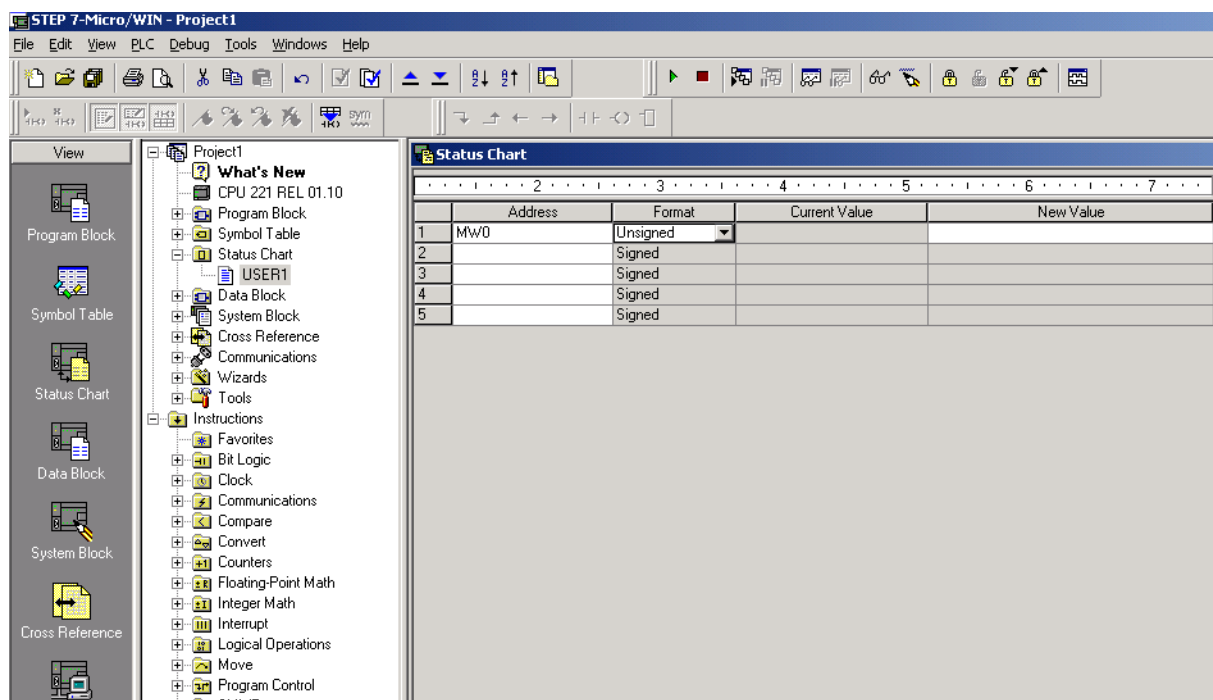 STEP 7-Micro/WIN - Project1
File Edit View PLC Debug Tools Windows Help
View
Program Block
Symbol Table
Status Chart
Data Block
System Block
Cross Reference
Project1
What's New
CPU 221 REL 01.10
Program Block
Symbol Table
Status Chart
USER1
Data Block
System Block
Cross Reference
Communications
Wizards
Tools
Instructions
Favorites
Bit Logic
Clock
Communications
Compare
Convert
Counters
Floating-Point Math
Integer Math
Interrupt
Logical Operations
Move
Program Control
Status Chart
2 3 4 5 6 7
Address Format Current Value New Value
1 MW0 Unsigned
2 Signed
3 Signed
4 Signed
5 Signed